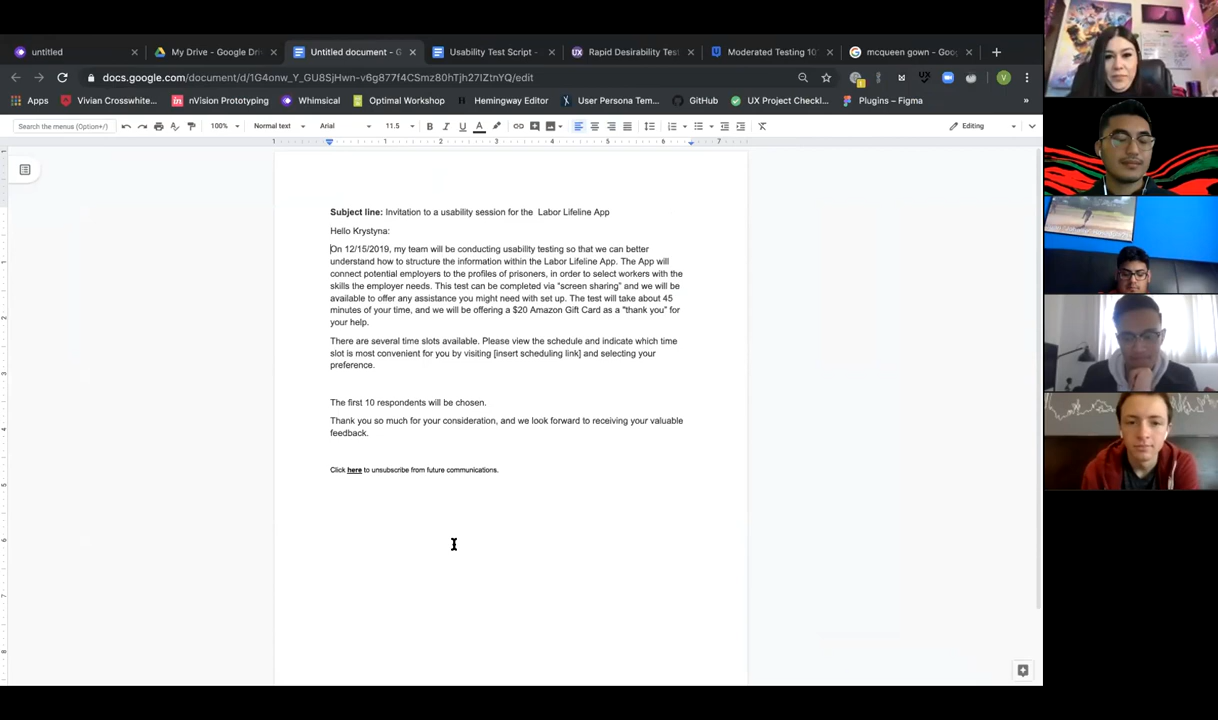 untitled
My Drive - Google Dri
Untitled document - G
Usability Test Script -
Rapid Desirability Test
Moderated Testing 10
mcqueen gown - Goo
docs.google.com/document/d/1G4onw_Y_GU8SjHwn-v6g877f4CSmz80hTjh27IZtnYQ/edit
Apps
Vivian Crosswhite...
nVision Prototyping
Whimsical
Optimal Workshop
Hemingway Editor
User Persona Tem...
GitHub
UX Project Checkl...
Plugins – Figma
Search the menus (Option+/)
100%
Normal text
Arial
11.5
Editing
Subject line: Invitation to a usability session for the  Labor Lifeline App
Hello Krystyna:
On 12/15/2019, my team will be conducting usability testing so that we can better
understand how to structure the information within the Labor Lifeline App. The App will
connect potential employers to the profiles of prisoners, in order to select workers with the
skills the employer needs. This test can be completed via “screen sharing” and we will be
available to offer any assistance you might need with set up. The test will take about 45
minutes of your time, and we will be offering a $20 Amazon Gift Card as a "thank you" for
your help.
There are several time slots available. Please view the schedule and indicate which time
slot is most convenient for you by visiting [insert scheduling link] and selecting your
preference.
The first 10 respondents will be chosen.
Thank you so much for your consideration, and we look forward to receiving your valuable
feedback.
Click here to unsubscribe from future communications.